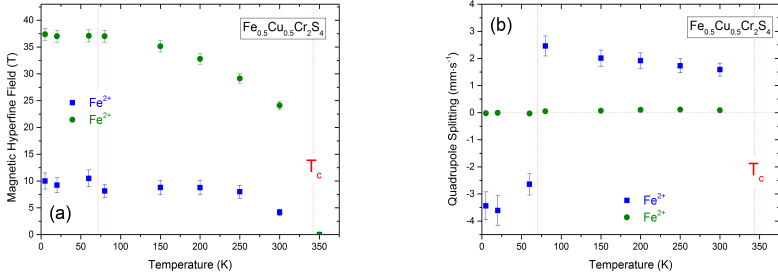 (a)
Fe0.5Cu0.5Cr2S4
Magnetic Hyperfine Field (T)
40
35
30
25
20
15
10
5
0
Fe2+
Fe2+
Tc
0 50 100 150 200 250 300 350
Temperature (K)
(b)
Fe0.5Cu0.5Cr2S4
Quadrupole Splitting (mm·s-1)
4
3
2
1
0
-1
-2
-3
-4
Fe2+
Fe2+
Tc
0 50 100 150 200 250 300 350
Temperature (K)